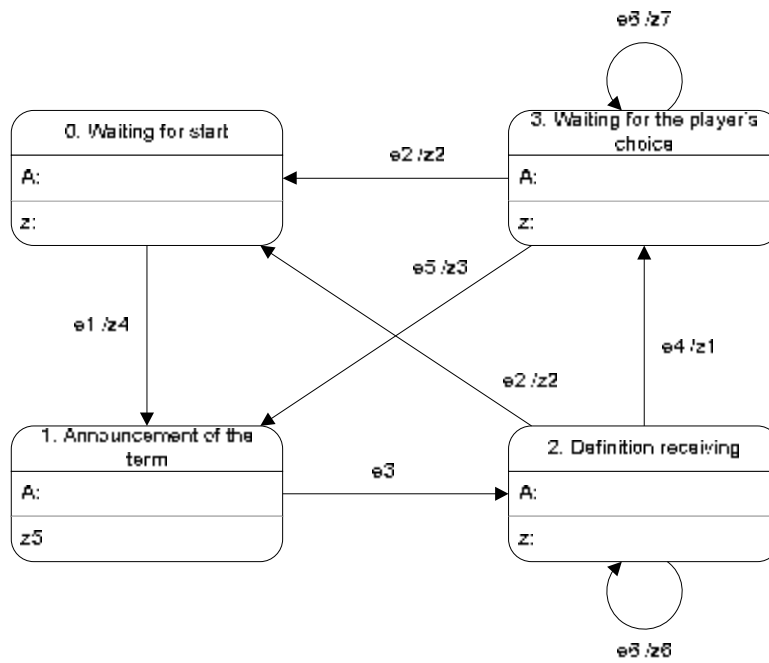 e6 /z7
0. Waiting for start
A:
z:
3. Waiting for the player's
choice
A:
z:
e2 /z2
e5 /z3
e1 /z4
e4 /z1
e2 /z2
1. Announcement of the
term
A:
z5
e3
2. Definition receiving
A:
z:
e6 /z6